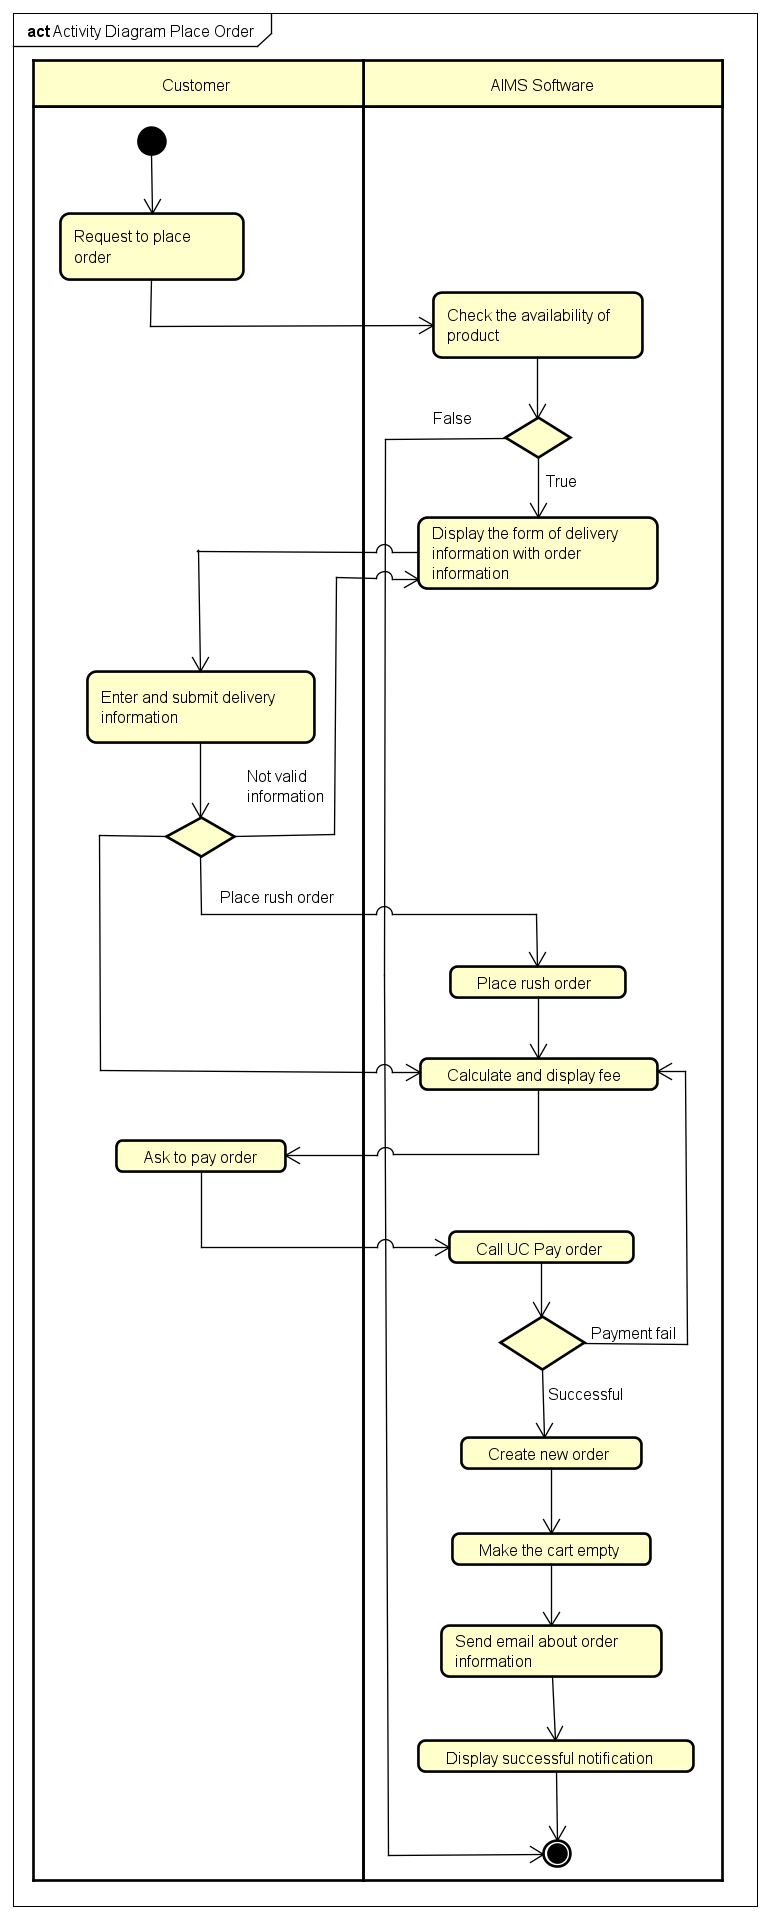 act Activity Diagram Place Order
Customer
AIMS Software
Request to place
order
Check the availability of
product
False
True
Display the form of delivery
information with order
information
Enter and submit delivery
information
Not valid
information
Place rush order
Place rush order
Calculate and display fee
Ask to pay order
Call UC Pay order
Payment fail
Successful
Create new order
Make the cart empty
Send email about order
information
Display successful notification